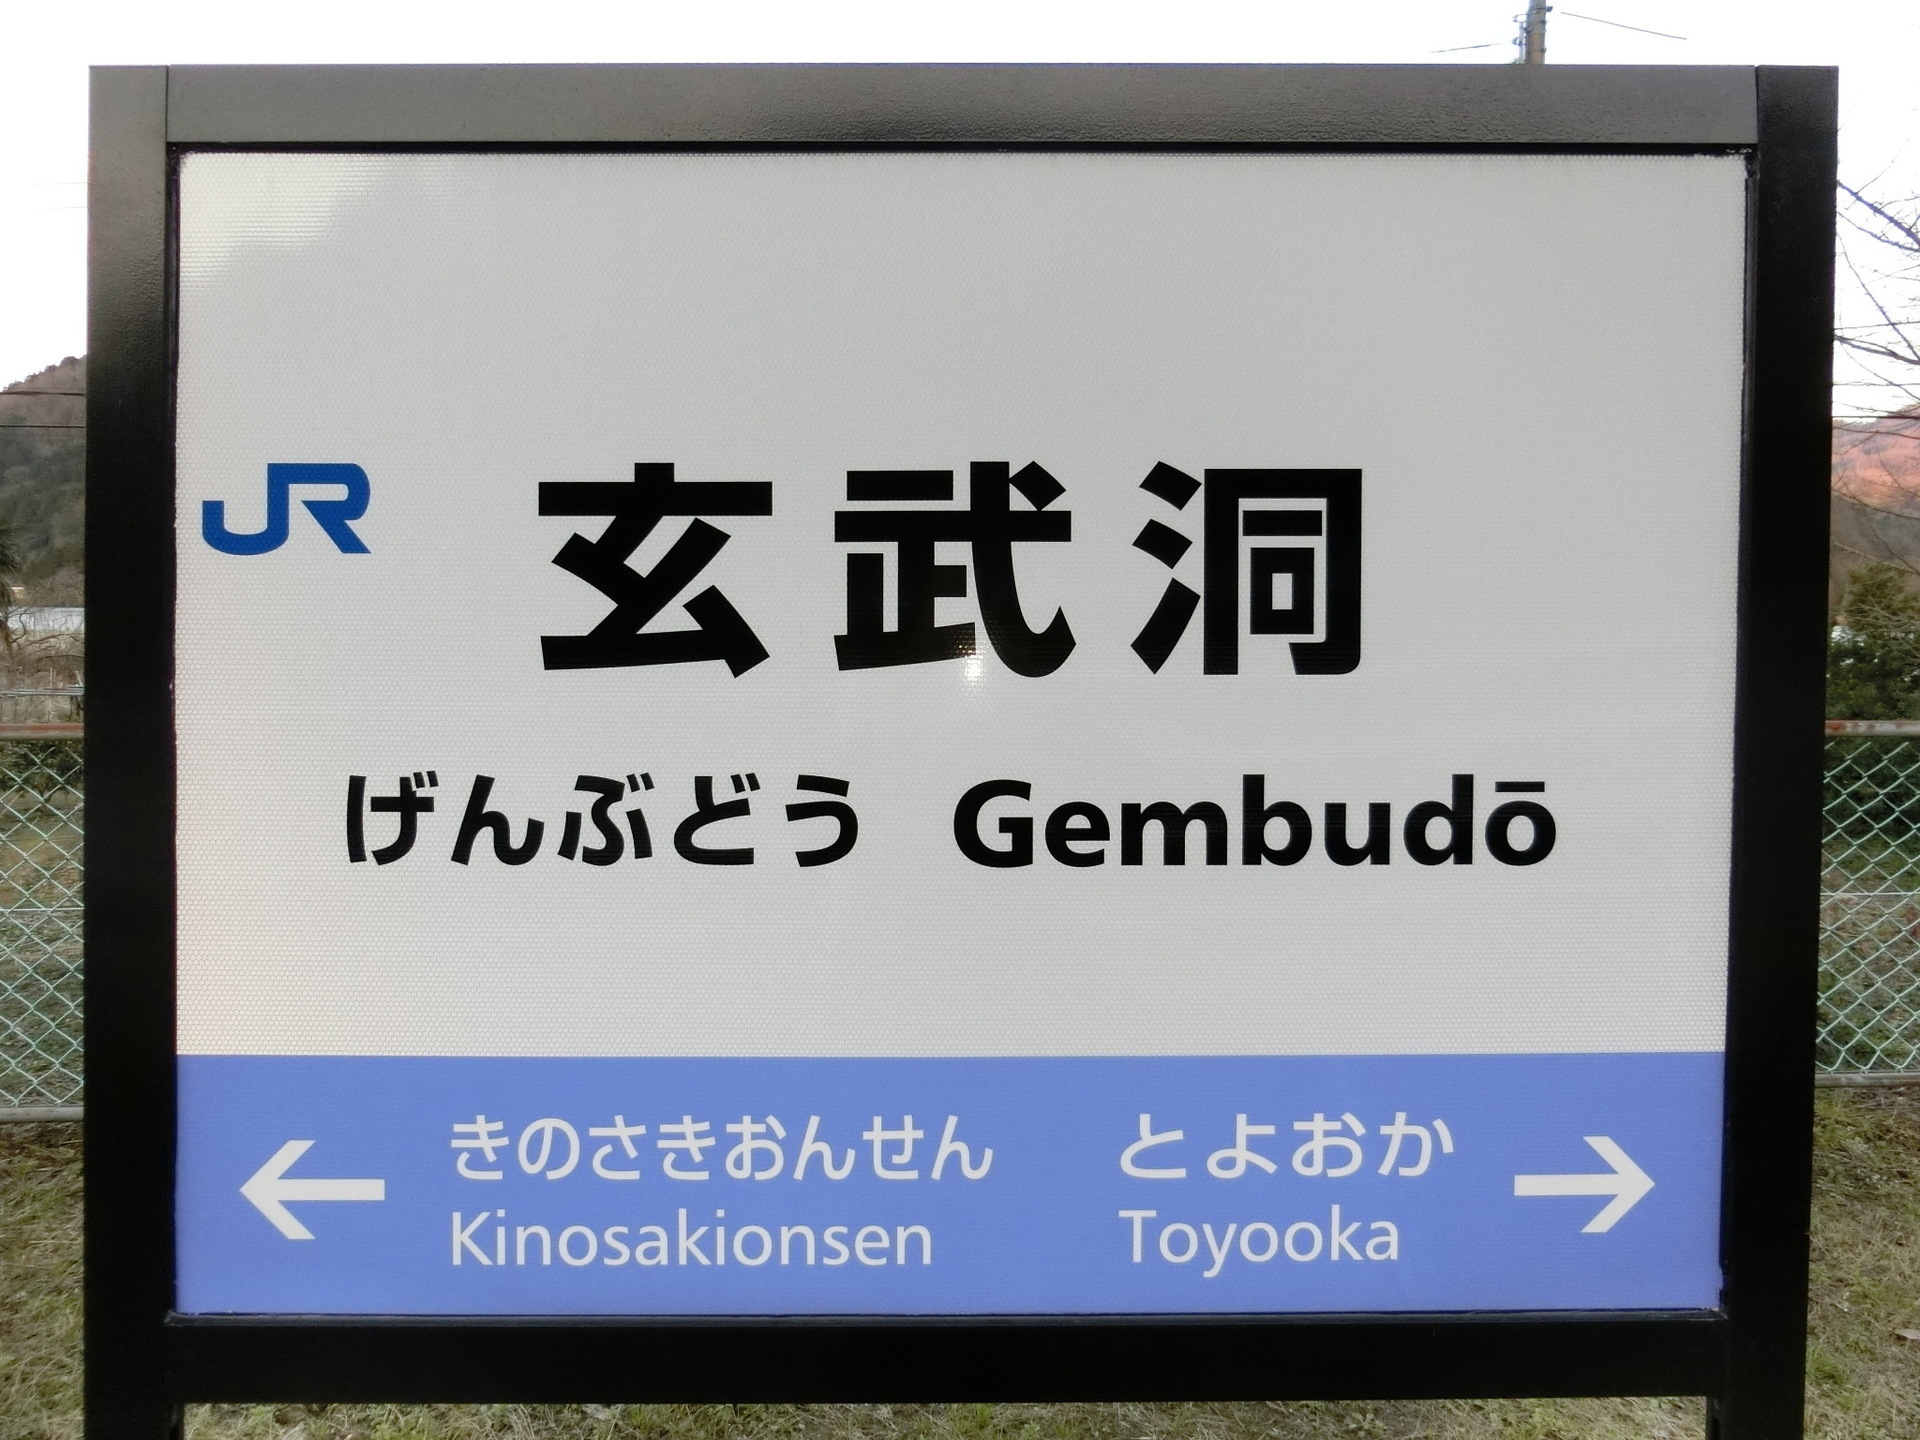 JR
玄武洞
げんぶどう Gembudō
← きのさきおんせん とよおか →
Kinosakionsen Toyooka